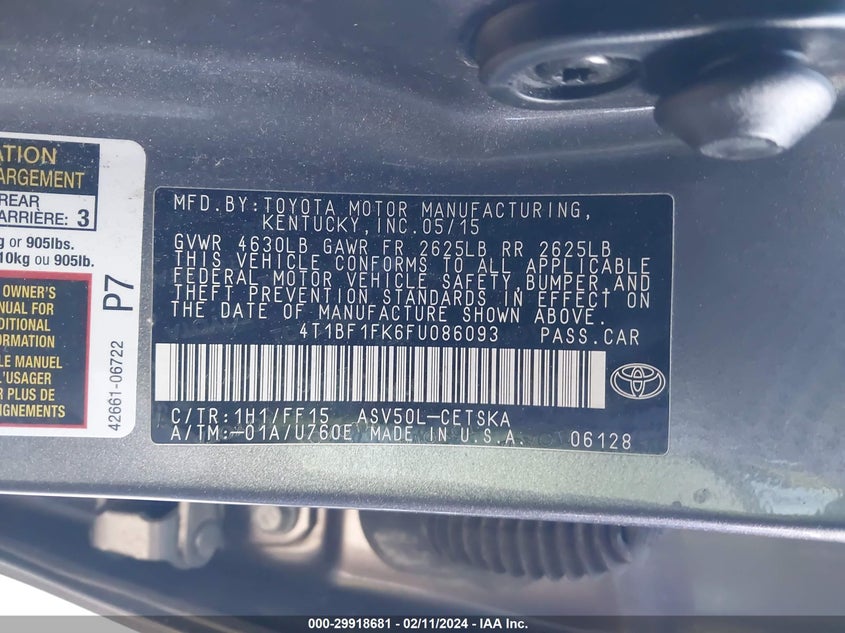 ATION
ARGEMENT
REAR
ARRIÈRE: 3
g or 905lbs.
10kg ou 905lb.
OWNER'S
NUAL FOR
DITIONAL
ORMATION
LE MANUEL
L'USAGER
R PLUS DE
IGNEMENTS
P7
42661-06722
MFD.BY:TOYOTA MOTOR MANUFACTURING,
KENTUCKY,INC.05/15
GVWR 4630LB GAWR FR 2625LB RR 2625LB
THIS VEHICLE CONFORMS TO ALL APPLICABLE
FEDERAL MOTOR VEHICLE SAFETY,BUMPER,AND
THEFT PREVENTION STANDARDS IN EFFECT ON
THE DATE OF MANUFACTURE SHOWN ABOVE.
4T1BF1FK6FU086093 PASS.CAR
C/TR:1H1/FF15 ASV50L-CETSKA
A/TM:-01A/U760E MADE IN U.S.A. 06128
000-29918681 - 02/11/2024 - IAA Inc.